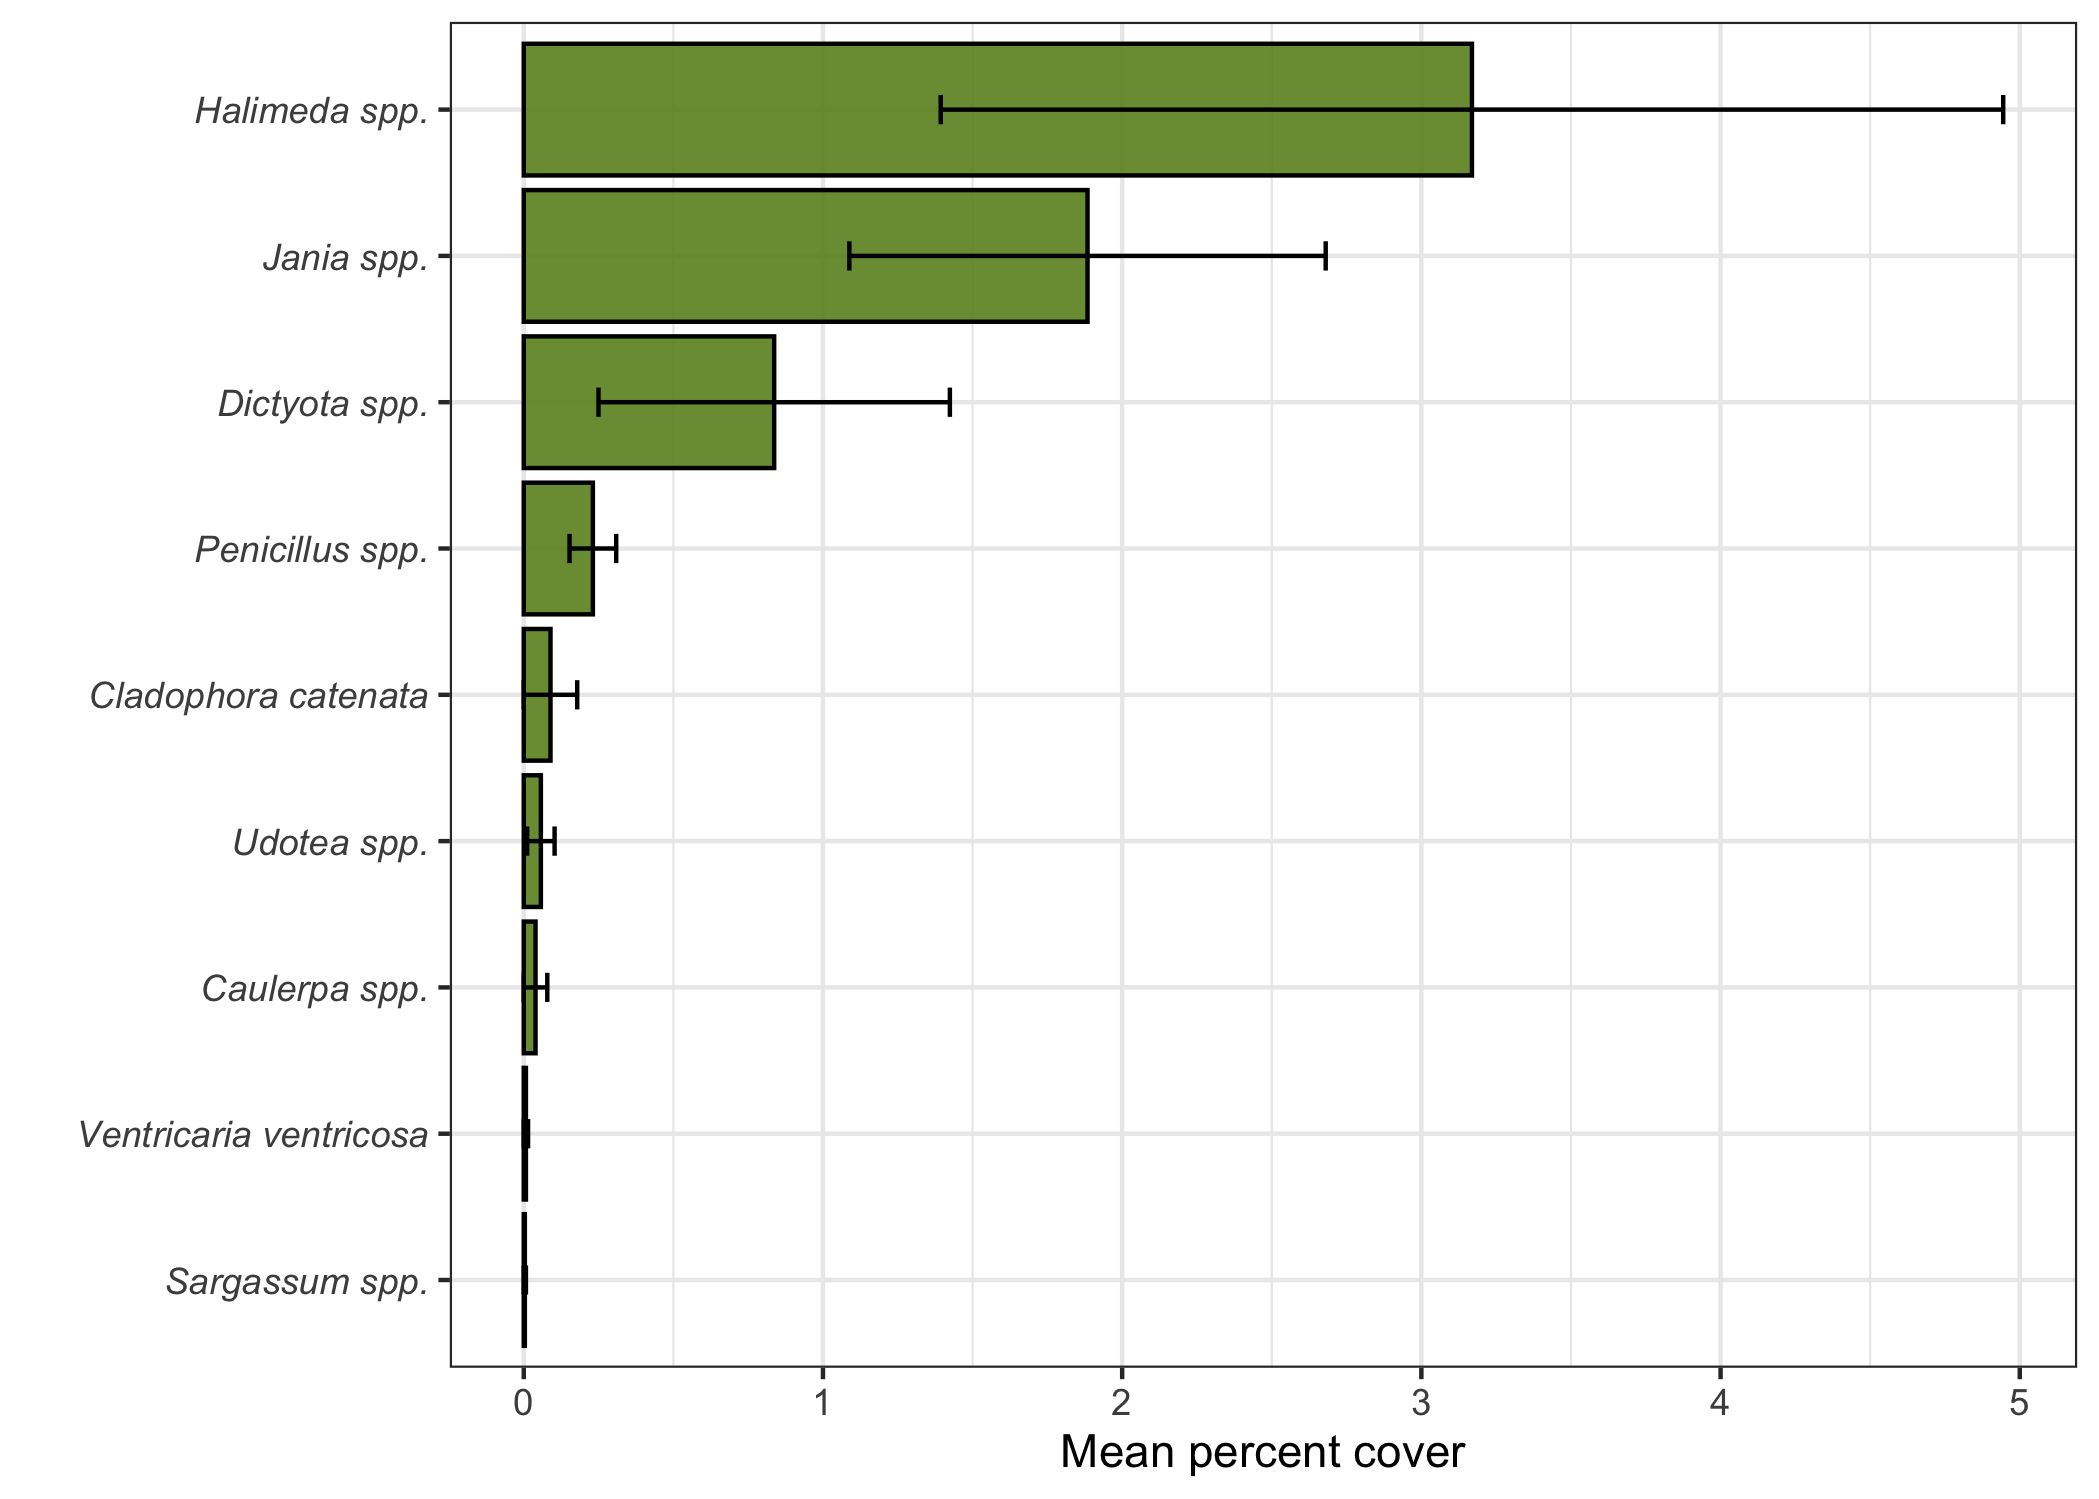 Halimeda spp.
Jania spp.
Dictyota spp.
Penicillus spp.
Cladophora catenata
Udotea spp.
Caulerpa spp.
Ventricaria ventricosa
Sargassum spp.
0 1 2 3 4 5
Mean percent cover